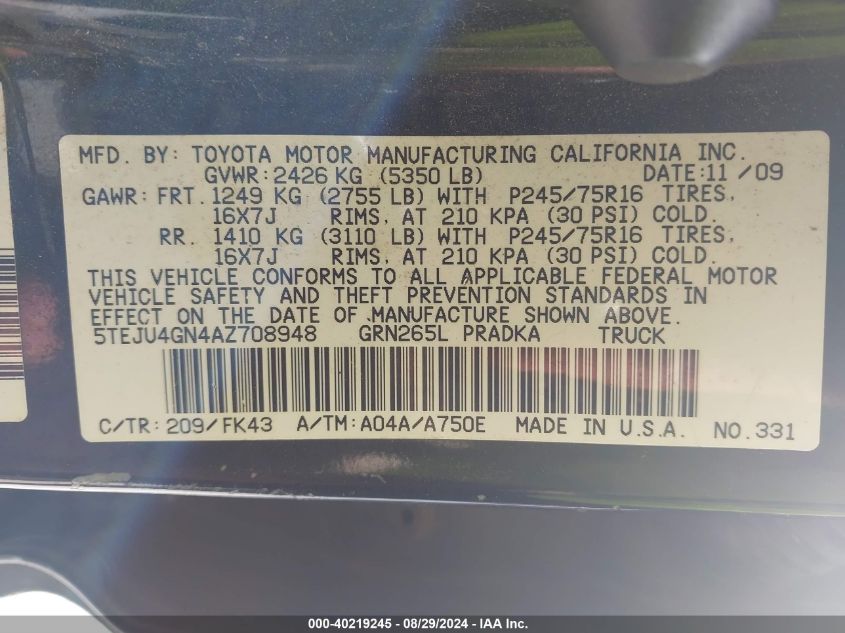 MFD. BY: TOYOTA MOTOR MANUFACTURING CALIFORNIA INC.
GVWR: 2426 KG (5350 LB) DATE: 11/09
GAWR: FRT. 1249 KG (2755 LB) WITH P245/75R16 TIRES,
16X7J RIMS, AT 210 KPA (30 PSI) COLD.
RR. 1410 KG (3110 LB) WITH P245/75R16 TIRES,
16X7J RIMS, AT 210 KPA (30 PSI) COLD.
THIS VEHICLE CONFORMS TO ALL APPLICABLE FEDERAL MOTOR
VEHICLE SAFETY AND THEFT PREVENTION STANDARDS IN
EFFECT ON THE DATE OF MANUFACTURE SHOWN ABOVE.
5TEJU4GN4AZ708948 GRN265L PRADKA TRUCK
C/TR: 209/FK43 A/TM: A04A/A750E MADE IN U.S.A. NO. 331
000-40219245 - 08/29/2024 - IAA Inc.